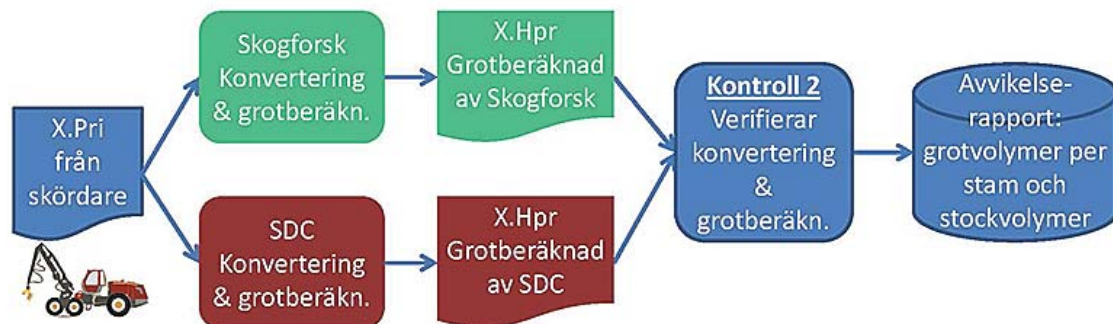 X.Pri
från
skördare
Skogforsk
Konvertering
& grotberäkn.
X.Hpr
Grotberäknad
av Skogforsk
SDC
Konvertering
& grotberäkn.
X.Hpr
Grotberäknad
av SDC
Kontroll 2
Verifierar
konvertering
&
grotberäkn.
Avvikelse-
rapport:
grotvolymer per
stam och
stockvolymer